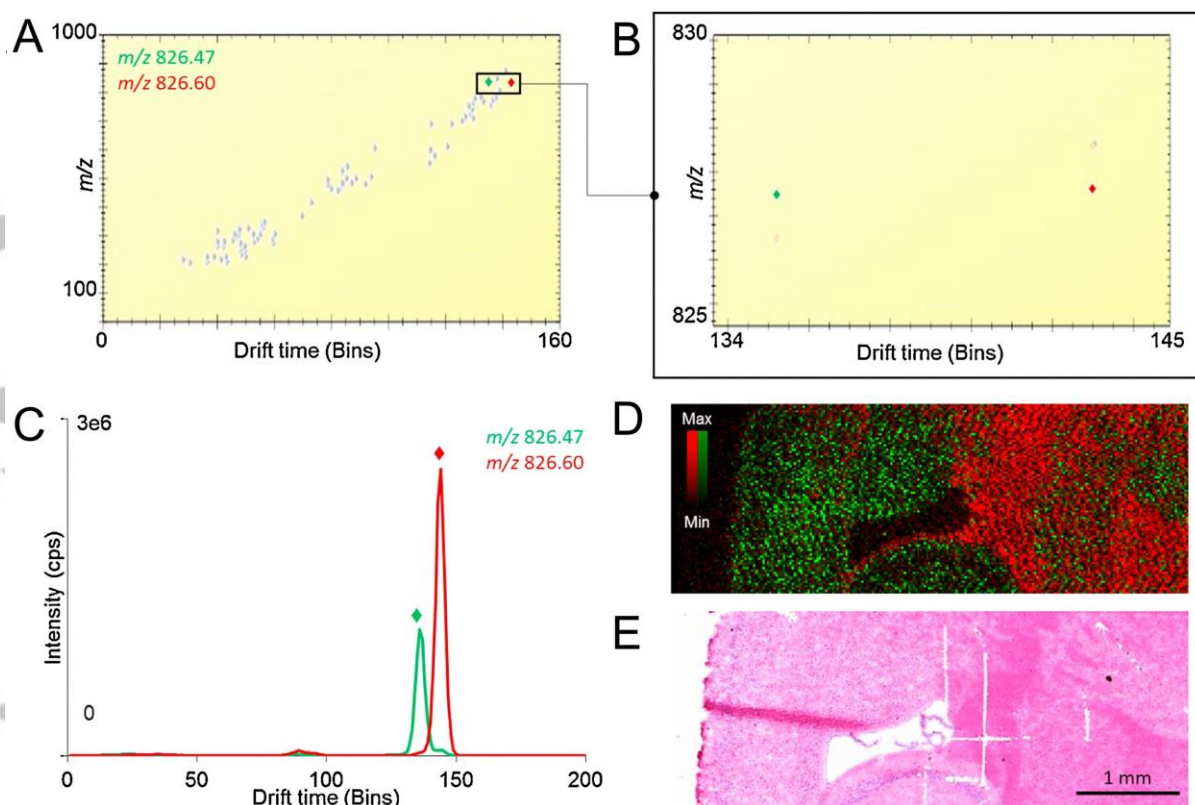 A
1000
m/z 826.47
m/z 826.60
m/z
100
0
Drift time (Bins)
160
B
830
m/z
825
134
Drift time (Bins)
145
C
3e6
m/z 826.47
m/z 826.60
Intensity (cps)
0
0
50
100
150
200
Drift time (Bins)
D
Max
Min
E
1 mm